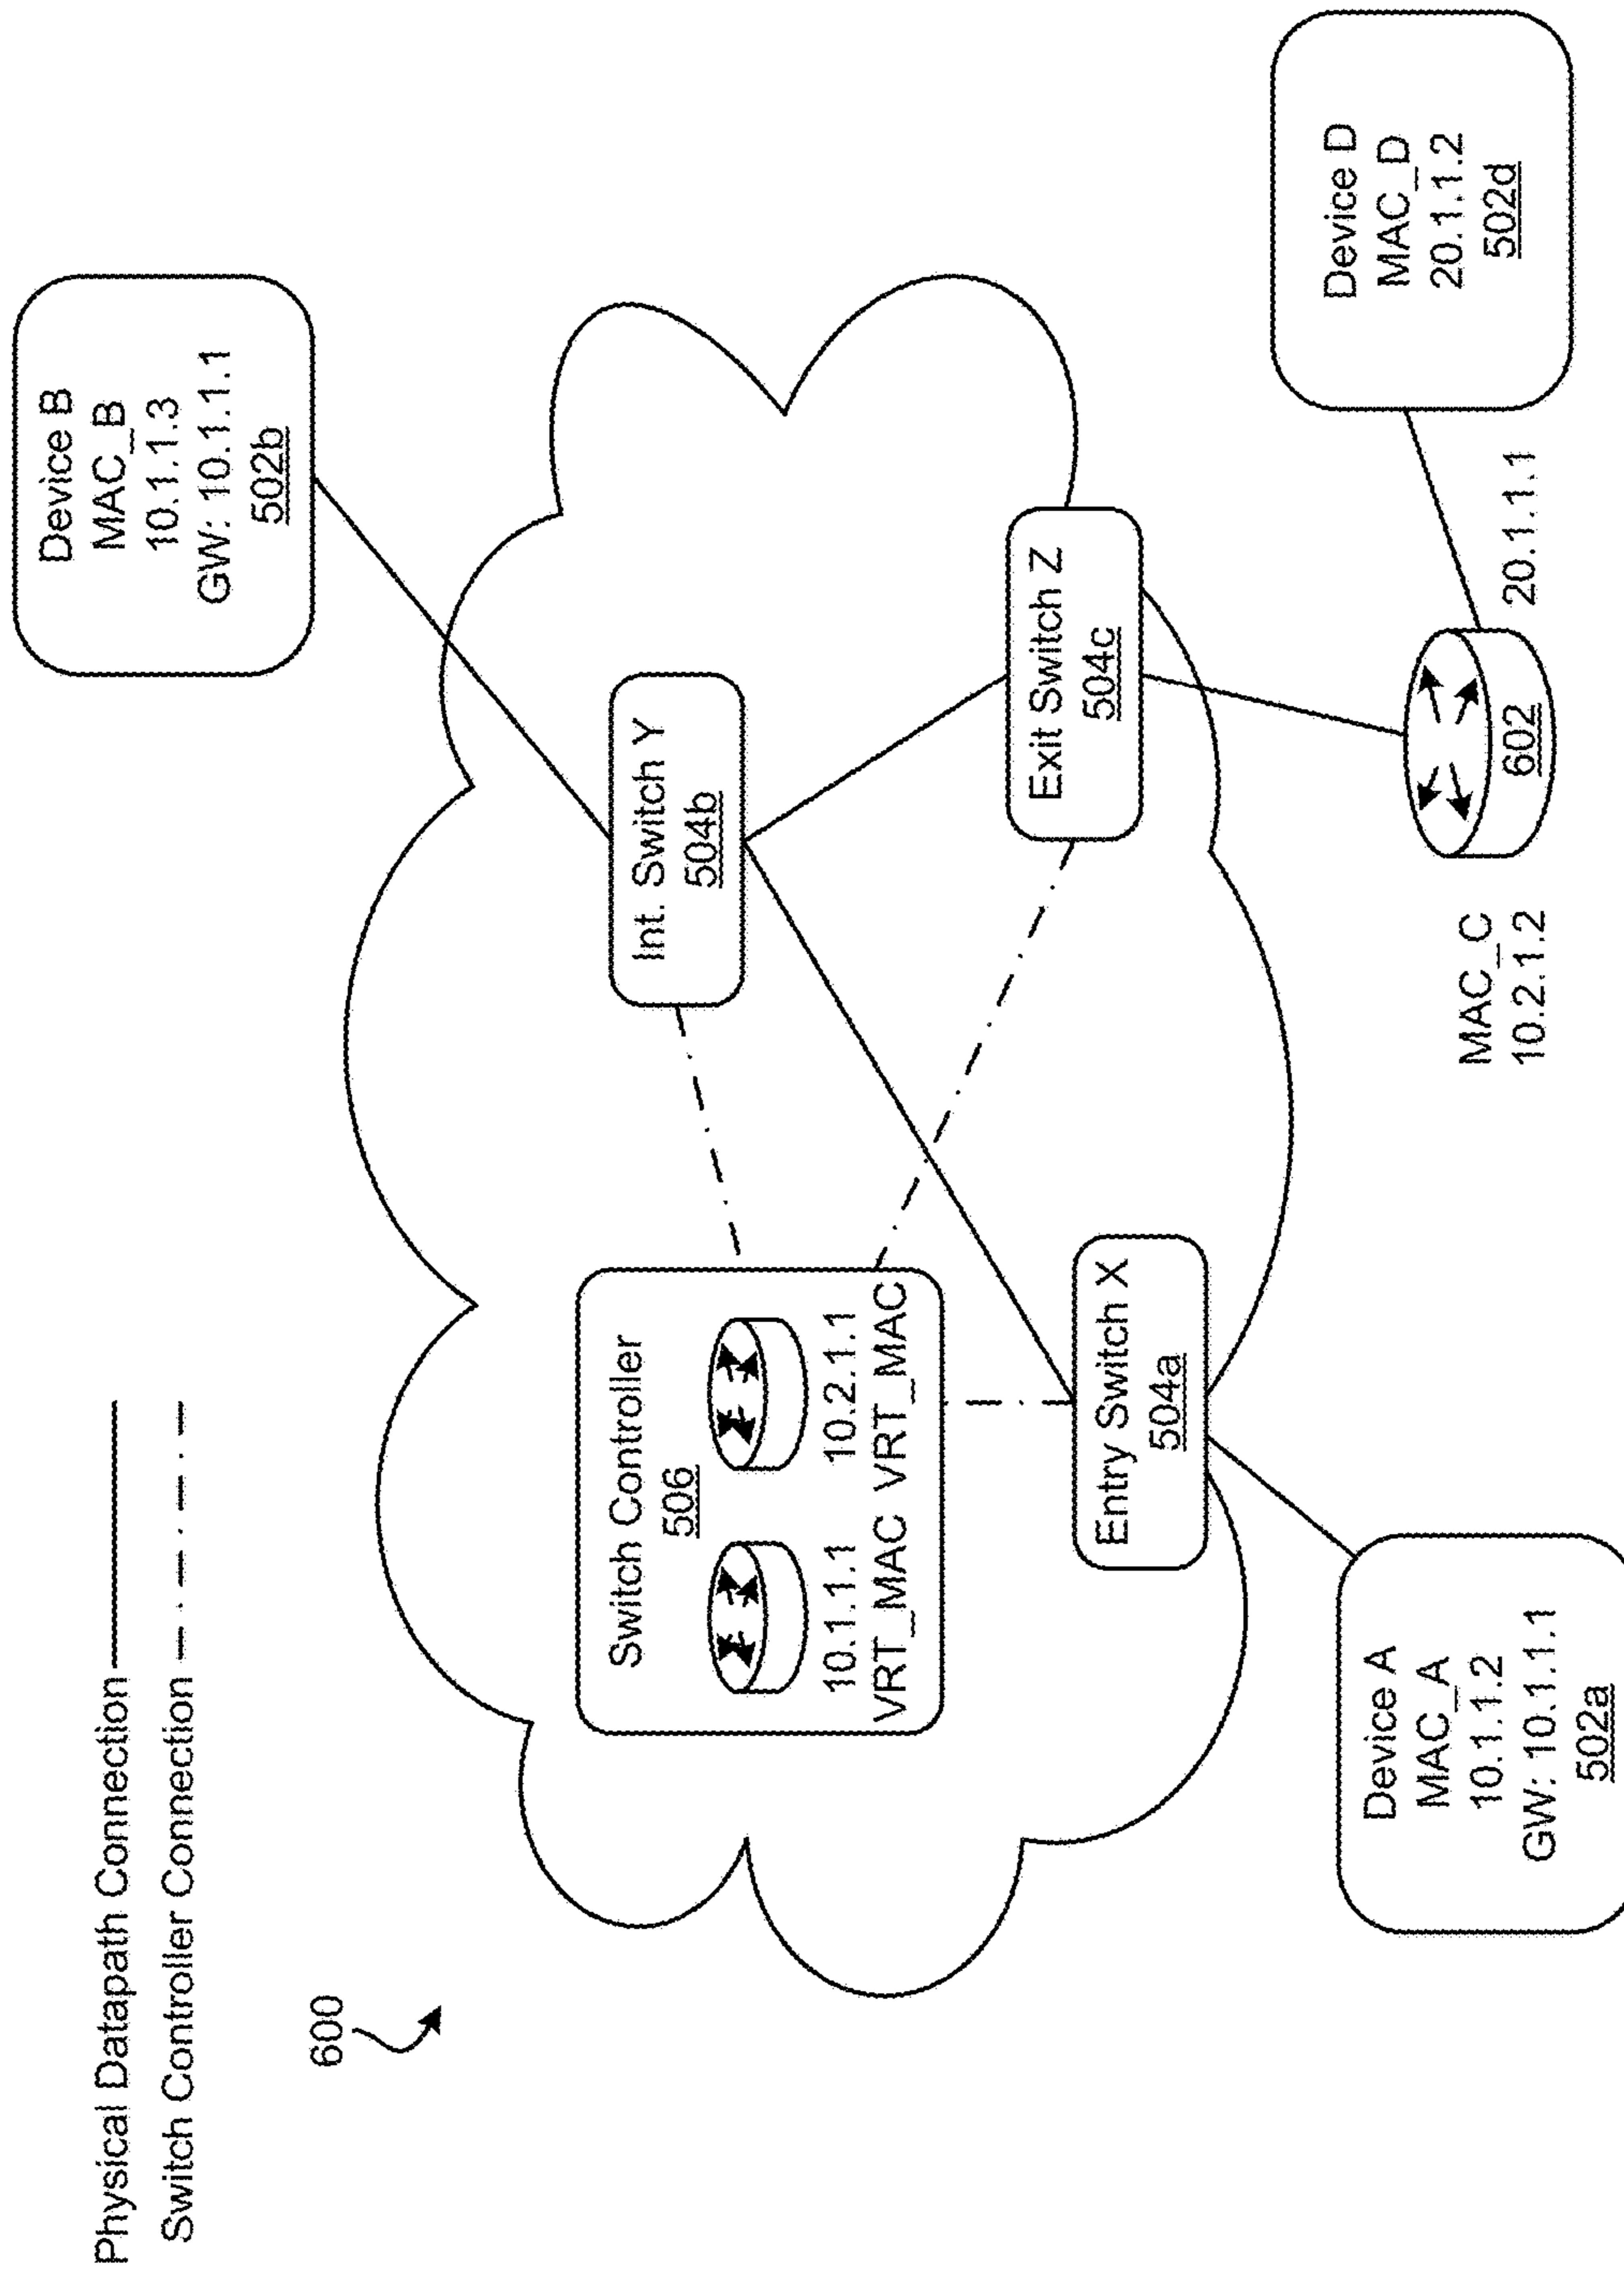 Physical Datapath Connection
Switch Controller Connection
600
Device B
MAC_B
10.1.1.3
GW: 10.1.1.1
502b
Switch Controller
506
10.1.1.1 10.2.1.1
VRT_MAC VRT_MAC
Int. Switch Y
504b
Entry Switch X
504a
Exit Switch Z
504c
Device A
MAC_A
10.1.1.2
GW: 10.1.1.1
502a
MAC_C
10.2.1.2
602
20.1.1.1
Device D
MAC_D
20.1.1.2
502d